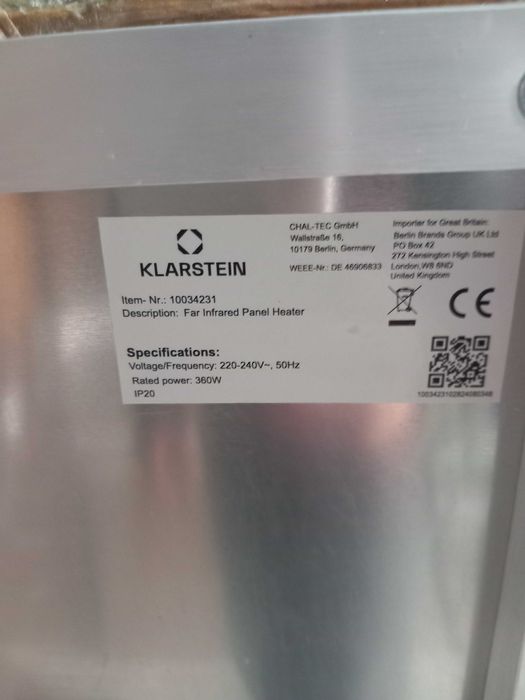 KLARSTEIN
CHAL-TEC GmbH
Wallstraße 16,
10179 Berlin, Germany
WEEE-Nr.: DE 46906833
Importer for Great Britain:
Berlin Brands Group UK Ltd
PO Box 42
272 Kensington High Street
London, W8 6ND
United Kingdom
Item- Nr.: 10034231
Description: Far Infrared Panel Heater
CE
Specifications:
Voltage/Frequency: 220-240V~, 50Hz
Rated power: 360W
IP20